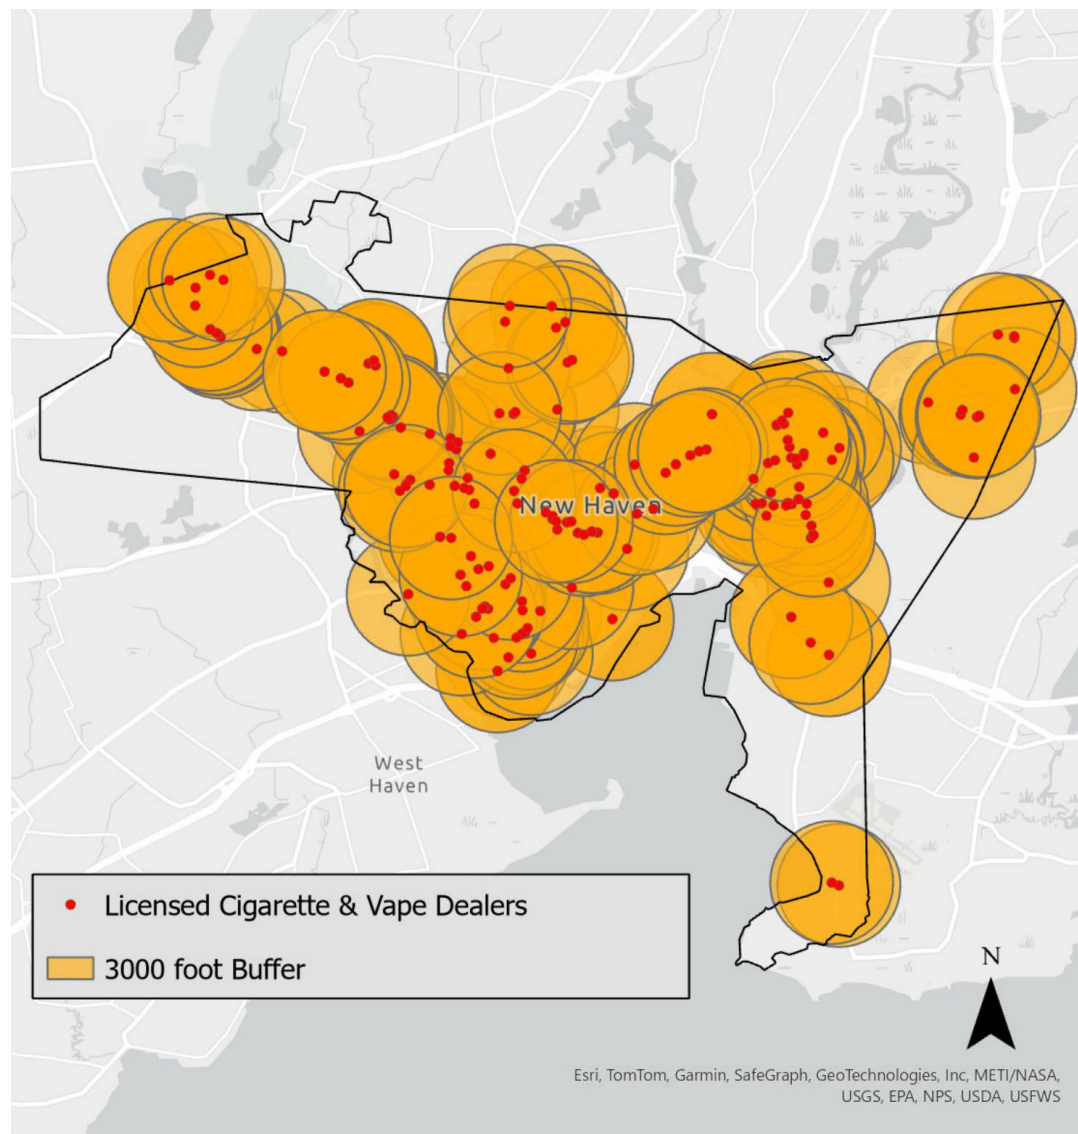 New Haven
West
Haven
Licensed Cigarette & Vape Dealers
3000 foot Buffer
N
Esri, TomTom, Garmin, SafeGraph, GeoTechnologies, Inc, METI/NASA,
USGS, EPA, NPS, USDA, USFWS